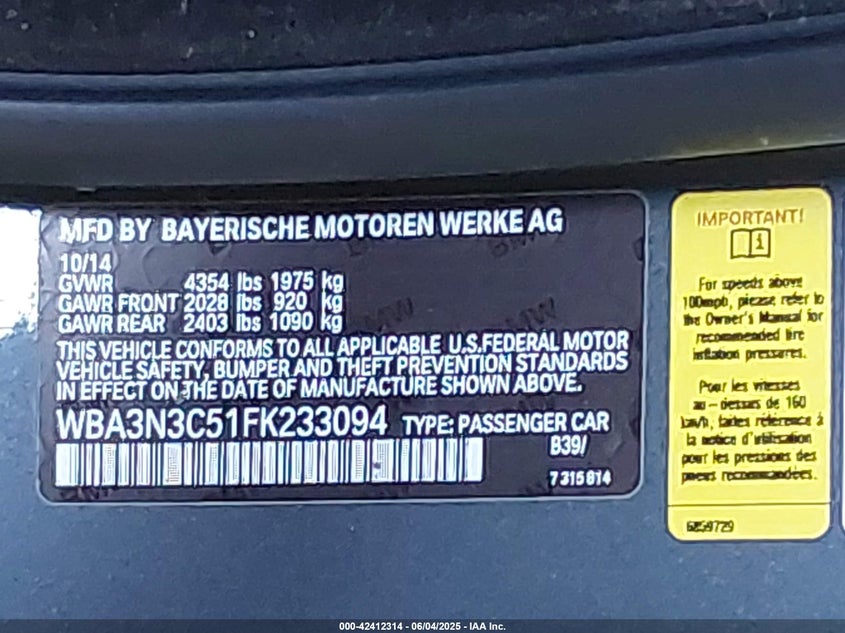 MFD BY BAYERISCHE MOTOREN WERKE AG
10/14
GVWR 4354 lbs 1975 kg
GAWR FRONT 2028 lbs 920 kg
GAWR REAR 2403 lbs 1090 kg
THIS VEHICLE CONFORMS TO ALL APPLICABLE U.S.FEDERAL MOTOR
VEHICLE SAFETY, BUMPER AND THEFT PREVENTION STANDARDS
IN EFFECT ON THE DATE OF MANUFACTURE SHOWN ABOVE.
WBA3N3C51FK233094 TYPE: PASSENGER CAR
B39/
7315814
IMPORTANT!
For speeds above
100mph, please refer to
the Owner's Manual for
recommended tire
inflation pressures.
Pour les vitesses
au-dessus de 160
km/h, faites référence à
la notice d'utilisation
pour les pressions des
pneus recommandées.
6859729
000-42412314 - 06/04/2025 - IAA Inc.